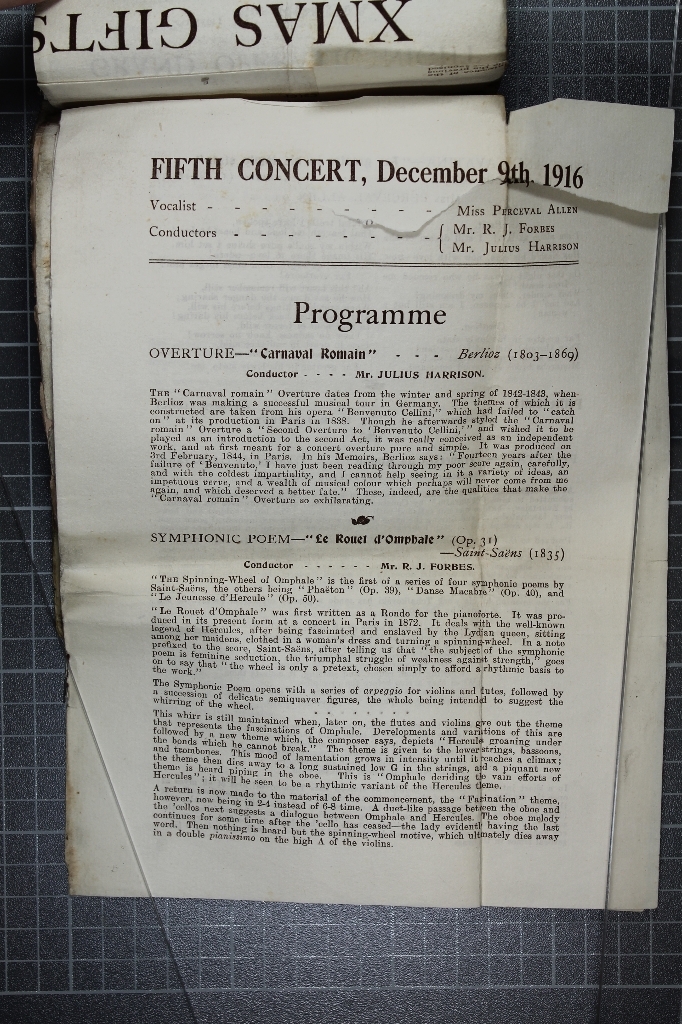 XMAS GIFTS
FIFTH CONCERT, December 9th, 1916
Vocalist - - - - - - - - - Miss Perceval Allen
Conductors - - - - - - - - { Mr. R. J. Forbes
Mr. Julius Harrison
Programme
OVERTURE—"Carnaval Romain" - - - Berlioz (1803–1869)
Conductor - - - - Mr. JULIUS HARRISON.
The "Carnaval romain" Overture dates from the winter and spring of 1842-1843, when
Berlioz was making a successful musical tour in Germany. The themes of which it is
constructed are taken from his opera "Benvenuto Cellini," which had failed to "catch
on" at its production in Paris in 1838. Though he afterwards styled the "Carnaval
romain" Overture a "Second Overture to 'Benvenuto Cellini,'" and wished it to be
played as an introduction to the second Act, it was really conceived as an independent
work, and at first meant for a concert overture pure and simple. It was produced on
3rd February, 1844, in Paris. In his Memoirs, Berlioz says: "Fourteen years after the
failure of 'Benvenuto,' I have just been reading through my poor score again, carefully,
and with the coldest impartiality, and I cannot help seeing in it a variety of ideas, an
impetuous verve, and a wealth of musical colour which perhaps will never come from me
again, and which deserved a better fate." These, indeed, are the qualities that make the
"Carnaval romain" Overture so exhilarating.
SYMPHONIC POEM—"Le Rouet d'Omphale" (Op. 31)
—Saint-Saëns (1835)
Conductor - - - - - - Mr. R. J. FORBES.
"The Spinning-Wheel of Omphale" is the first of a series of four symphonic poems by
Saint-Saëns, the others being "Phaëton" (Op. 39), "Danse Macabre" (Op. 40), and
"Le Jeunesse d'Hercule" (Op. 50).
"Le Rouet d'Omphale" was first written as a Rondo for the pianoforte. It was pro-
duced in its present form at a concert in Paris in 1872. It deals with the well-known
legend of Hercules, after being fascinated and enslaved by the Lydian queen, sitting
among her maidens, clothed in a woman's dress and turning a spinning-wheel. In a note
prefixed to the score, Saint-Saëns, after telling us that "the subject of the symphonic
poem is feminine seduction, the triumphal struggle of weakness against strength," goes
on to say that "the wheel is only a pretext, chosen simply to afford a rhythmic basis to
the work."
The Symphonic Poem opens with a series of arpeggio for violins and flutes, followed by
a succession of delicate semiquaver figures, the whole being intended to suggest the
whirring of the wheel.
This whirr is still maintained when, later on, the flutes and violins give out the theme
that represents the fascinations of Omphale. Developments and variations of this are
followed by a new theme which, the composer says, depicts "Hercules groaning under
the bonds which he cannot break." The theme is given to the lower strings, bassoons,
and trombones. This mood of lamentation grows in intensity until it reaches a climax;
the theme then dies away to a long sustained low G in the strings, and a piquant new
theme is heard piping in the oboe. This is "Omphale deriding the vain efforts of
Hercules"; it will be seen to be a rhythmic variant of the Hercules theme.
A return is now made to the material of the commencement, the "Fascination" theme,
however, now being in 2-4 instead of 6-8 time. A duet-like passage between the oboe and
the 'cellos next suggests a dialogue between Omphale and Hercules. The oboe melody
continues for some time after the 'cello has ceased—the lady evidently having the last
word. Then nothing is heard but the spinning-wheel motive, which ultimately dies away
in a double pianissimo on the high A of the violins.